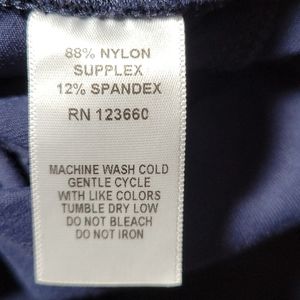 88% NYLON
SUPPLEX
12% SPANDEX
RN 123660
MACHINE WASH COLD
GENTLE CYCLE
WITH LIKE COLORS
TUMBLE DRY LOW
DO NOT BLEACH
DO NOT IRON